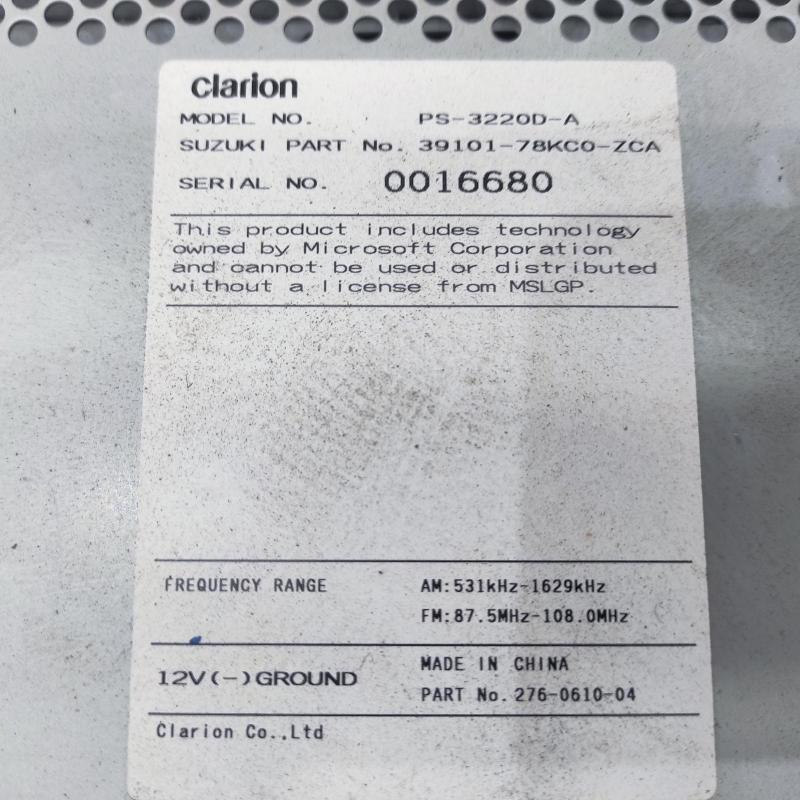 clarion
MODEL NO. PS-3220D-A
SUZUKI PART No. 39101-78KC0-ZCA
SERIAL NO. 0016680
This product includes technology
owned by Microsoft Corporation
and cannot be used or distributed
without a license from MSLGP.
FREQUENCY RANGE AM:531kHz-1629kHz
FM:87.5MHz-108.0MHz
12V(-)GROUND MADE IN CHINA
PART No. 276-0610-04
Clarion Co.,Ltd